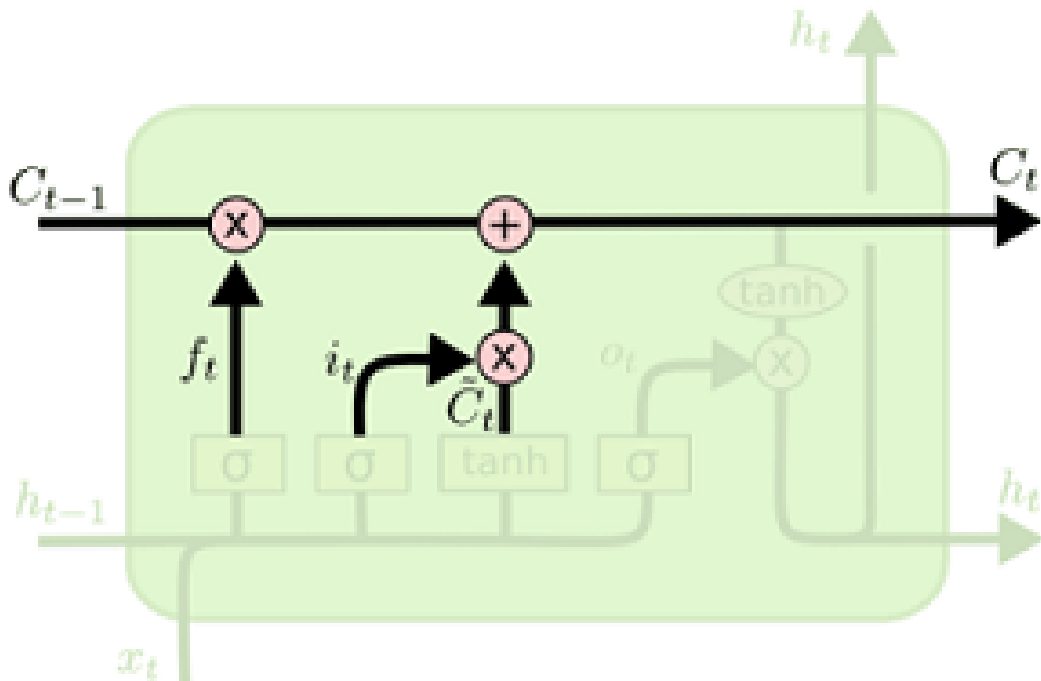 h_t
C_{t-1}
C_t
x
+
tanh
f_t
i_t
x
o_t
x
C̃_t
σ
σ
tanh
σ
h_{t-1}
h_t
x_t